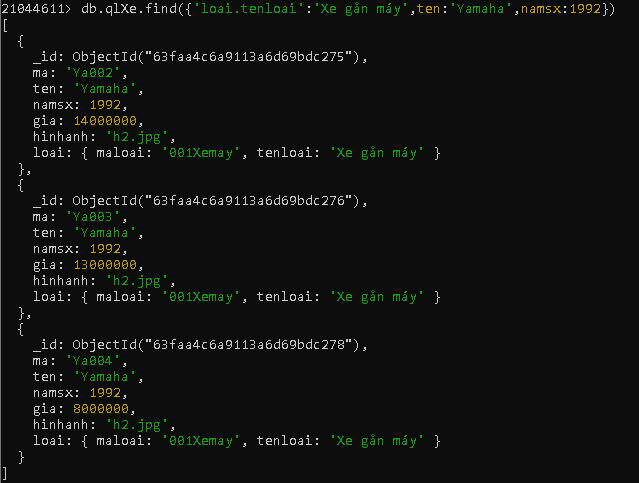 21044611> db.qlXe.find({'loai.tenloai':'Xe gắn máy',ten:'Yamaha',namsx:1992})
[
  {
    _id: ObjectId("63faa4c6a9113a6d69bdc275"),
    ma: 'Ya002',
    ten: 'Yamaha',
    namsx: 1992,
    gia: 14000000,
    hinhanh: 'h2.jpg',
    loai: { maloai: '001Xemay', tenloai: 'Xe gắn máy' }
  },
  {
    _id: ObjectId("63faa4c6a9113a6d69bdc276"),
    ma: 'Ya003',
    ten: 'Yamaha',
    namsx: 1992,
    gia: 13000000,
    hinhanh: 'h2.jpg',
    loai: { maloai: '001Xemay', tenloai: 'Xe gắn máy' }
  },
  {
    _id: ObjectId("63faa4c6a9113a6d69bdc278"),
    ma: 'Ya004',
    ten: 'Yamaha',
    namsx: 1992,
    gia: 8000000,
    hinhanh: 'h2.jpg',
    loai: { maloai: '001Xemay', tenloai: 'Xe gắn máy' }
  }
]